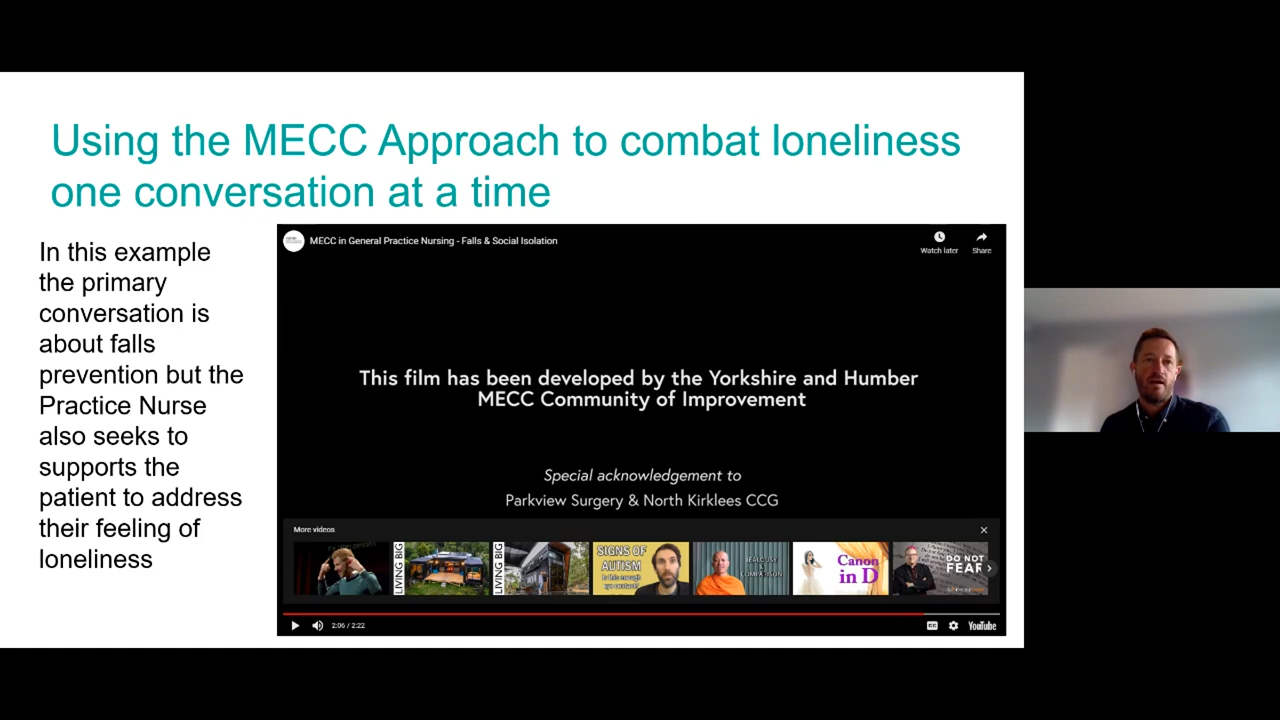 Using the MECC Approach to combat loneliness
one conversation at a time
In this example
the primary
conversation is
about falls
prevention but the
Practice Nurse
also seeks to
supports the
patient to address
their feeling of
loneliness
MECC in General Practice Nursing - Falls & Social Isolation
Watch later
Share
This film has been developed by the Yorkshire and Humber
MECC Community of Improvement
Special acknowledgement to
Parkview Surgery & North Kirklees CCG
More videos
LIVING BIG
LIVING BIG
SIGNS OF
AUTISM
Canon
in D
DO NOT
FEAR
2:06 / 2:22
CC
YouTube